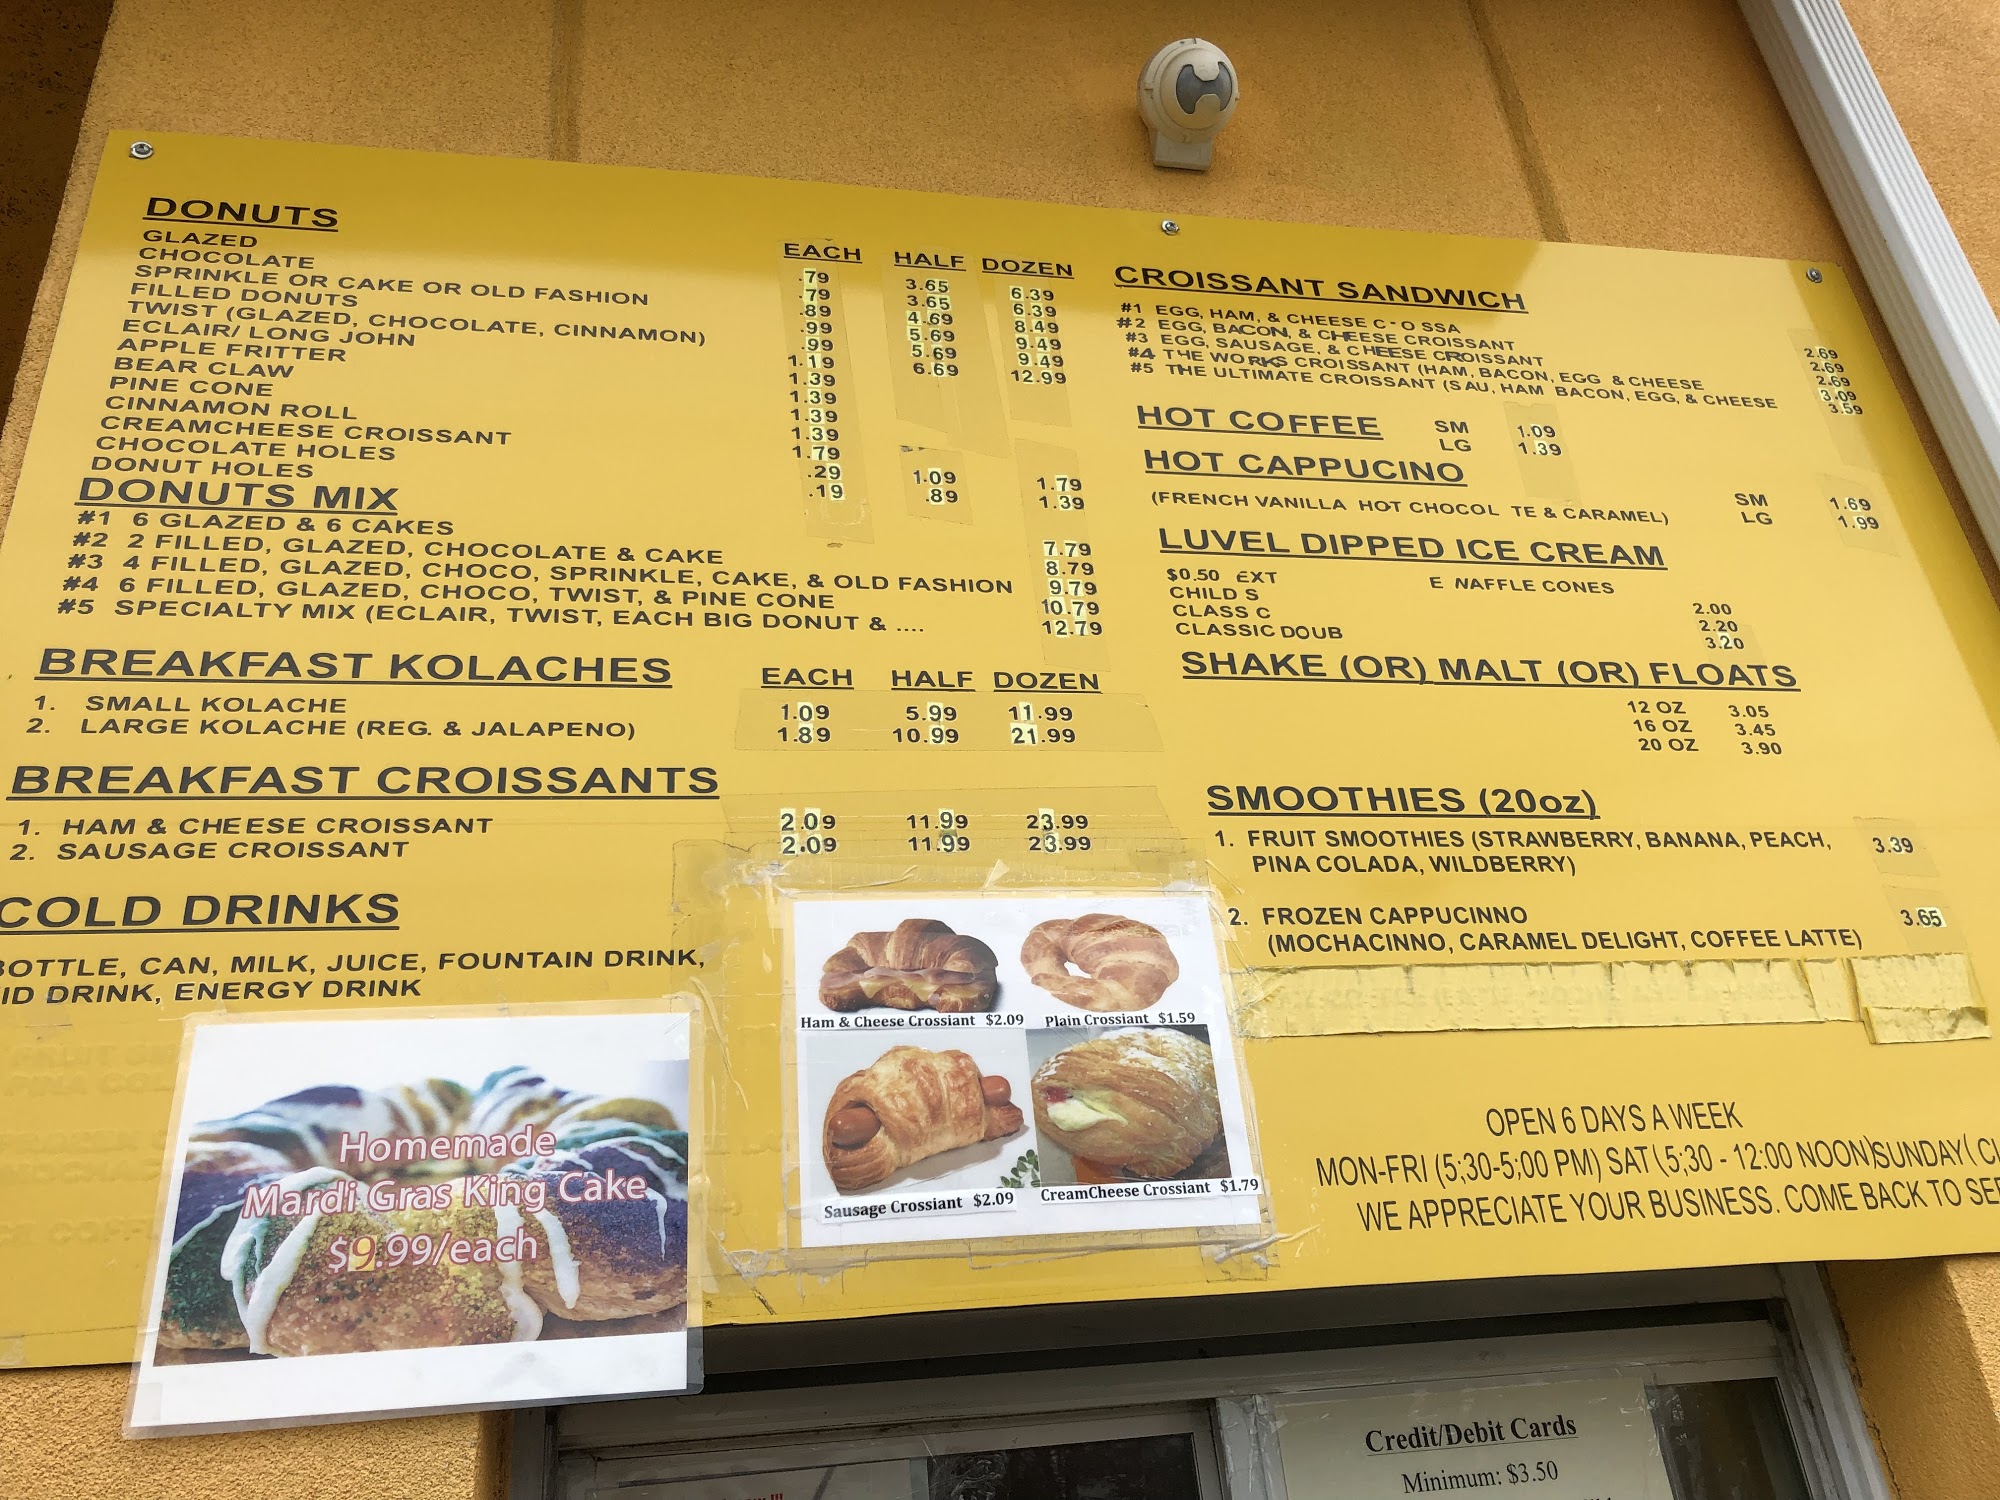 DONUTS
EACH HALF DOZEN
GLAZED .79 3.65 6.39
CHOCOLATE .79 3.65 6.39
SPRINKLE OR CAKE OR OLD FASHION .89 4.69 8.49
FILLED DONUTS .99 5.69 9.49
TWIST (GLAZED, CHOCOLATE, CINNAMON) .99 5.69 9.49
ECLAIR/ LONG JOHN 1.19 6.69 12.99
APPLE FRITTER 1.39
BEAR CLAW 1.39
PINE CONE 1.39
CINNAMON ROLL 1.39
CREAMCHEESE CROISSANT 1.79
CHOCOLATE HOLES .29 1.09 1.79
DONUT HOLES .19 .89 1.39
DONUTS MIX
#1 6 GLAZED & 6 CAKES 7.79
#2 2 FILLED, GLAZED, CHOCOLATE & CAKE 8.79
#3 4 FILLED, GLAZED, CHOCO, SPRINKLE, CAKE, & OLD FASHION 9.79
#4 6 FILLED, GLAZED, CHOCO, TWIST, & PINE CONE 10.79
#5 SPECIALTY MIX (ECLAIR, TWIST, EACH BIG DONUT & .... 12.79
BREAKFAST KOLACHES EACH HALF DOZEN
1. SMALL KOLACHE 1.09 5.99 11.99
2. LARGE KOLACHE (REG. & JALAPENO) 1.89 10.99 21.99
BREAKFAST CROISSANTS
1. HAM & CHEESE CROISSANT 2.09 11.99 23.99
2. SAUSAGE CROISSANT 2.09 11.99 23.99
COLD DRINKS
BOTTLE, CAN, MILK, JUICE, FOUNTAIN DRINK,
ID DRINK, ENERGY DRINK
Homemade
Mardi Gras King Cake
$9.99/each
Ham & Cheese Crossiant $2.09
Plain Crossiant $1.59
Sausage Crossiant $2.09
CreamCheese Crossiant $1.79
CROISSANT SANDWICH
#1 EGG, HAM, & CHEESE C-O SSA 2.69
#2 EGG, BACON, & CHEESE CROISSANT 2.69
#3 EGG, SAUSAGE, & CHEESE CROISSANT 2.69
#4 THE WORKS CROISSANT (HAM, BACON, EGG & CHEESE 3.09
#5 THE ULTIMATE CROISSANT (SAU, HAM BACON, EGG, & CHEESE 3.59
HOT COFFEE SM 1.09
LG 1.39
HOT CAPPUCINO
(FRENCH VANILLA HOT CHOCOL TE & CARAMEL) SM 1.69
LG 1.99
LUVEL DIPPED ICE CREAM
$0.50 EXT E NAFFLE CONES
CHILD S 2.00
CLASS C 2.20
CLASSIC DOUB 3.20
SHAKE (OR) MALT (OR) FLOATS
12 OZ 3.05
16 OZ 3.45
20 OZ 3.90
SMOOTHIES (20oz)
1. FRUIT SMOOTHIES (STRAWBERRY, BANANA, PEACH, 3.39
PINA COLADA, WILDBERRY)
2. FROZEN CAPPUCINNO 3.65
(MOCHACINNO, CARAMEL DELIGHT, COFFEE LATTE)
OPEN 6 DAYS A WEEK
MON-FRI (5;30-5;00 PM) SAT (5;30 - 12:00 NOON)SUNDAY( CL
WE APPRECIATE YOUR BUSINESS. COME BACK TO SEE
Credit/Debit Cards
Minimum: $3.50